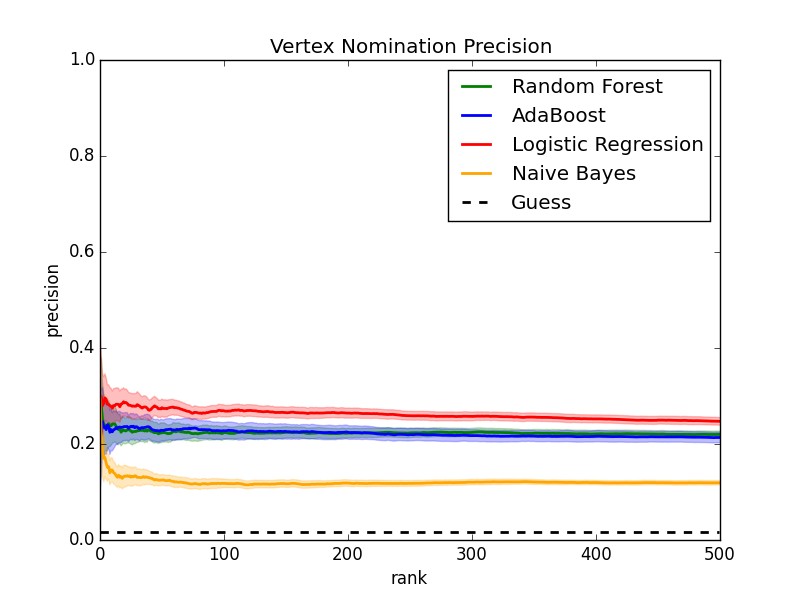 Vertex Nomination Precision
1.0
0.8
0.6
0.4
0.2
0.0
precision
Random Forest
AdaBoost
Logistic Regression
Naive Bayes
Guess
0 100 200 300 400 500
rank